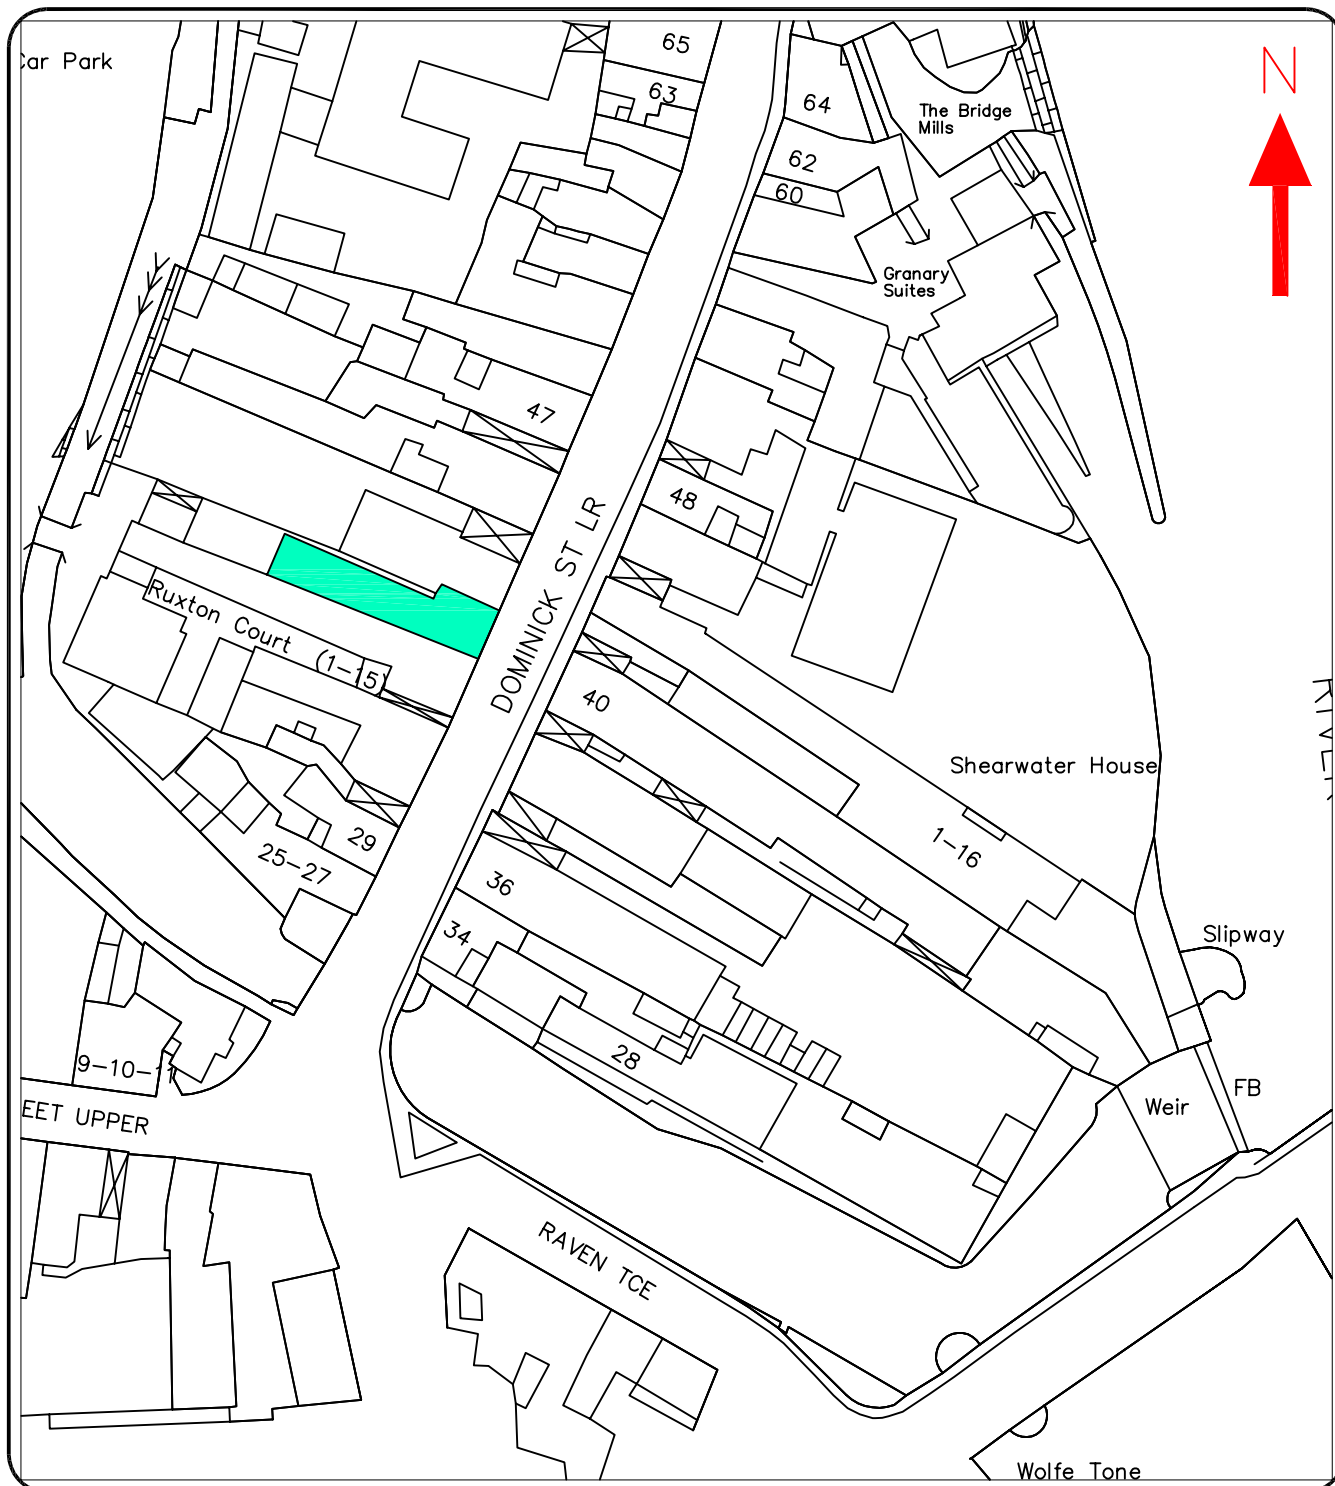 Car Park
65
N
63
64
The Bridge
Mills
62
60
Granary
Suites
47
48
DOMINICK ST LR
Ruxton Court (1-15)
40
RIVER
Shearwater House
29
1-16
25-27
36
34
Slipway
28
9-10-11
FB
Weir
EET UPPER
RAVEN TCE
Wolfe Tone